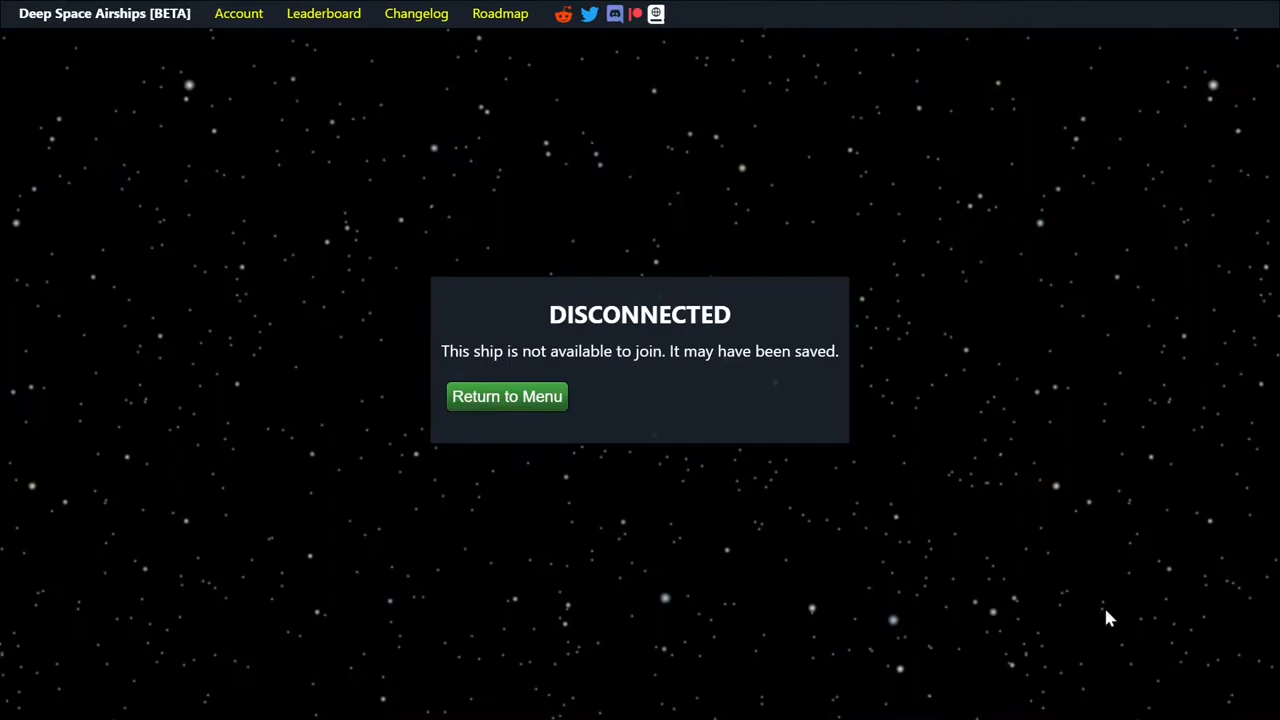 Deep Space Airships [BETA] Account Leaderboard Changelog Roadmap
DISCONNECTED
This ship is not available to join. It may have been saved.
Return to Menu